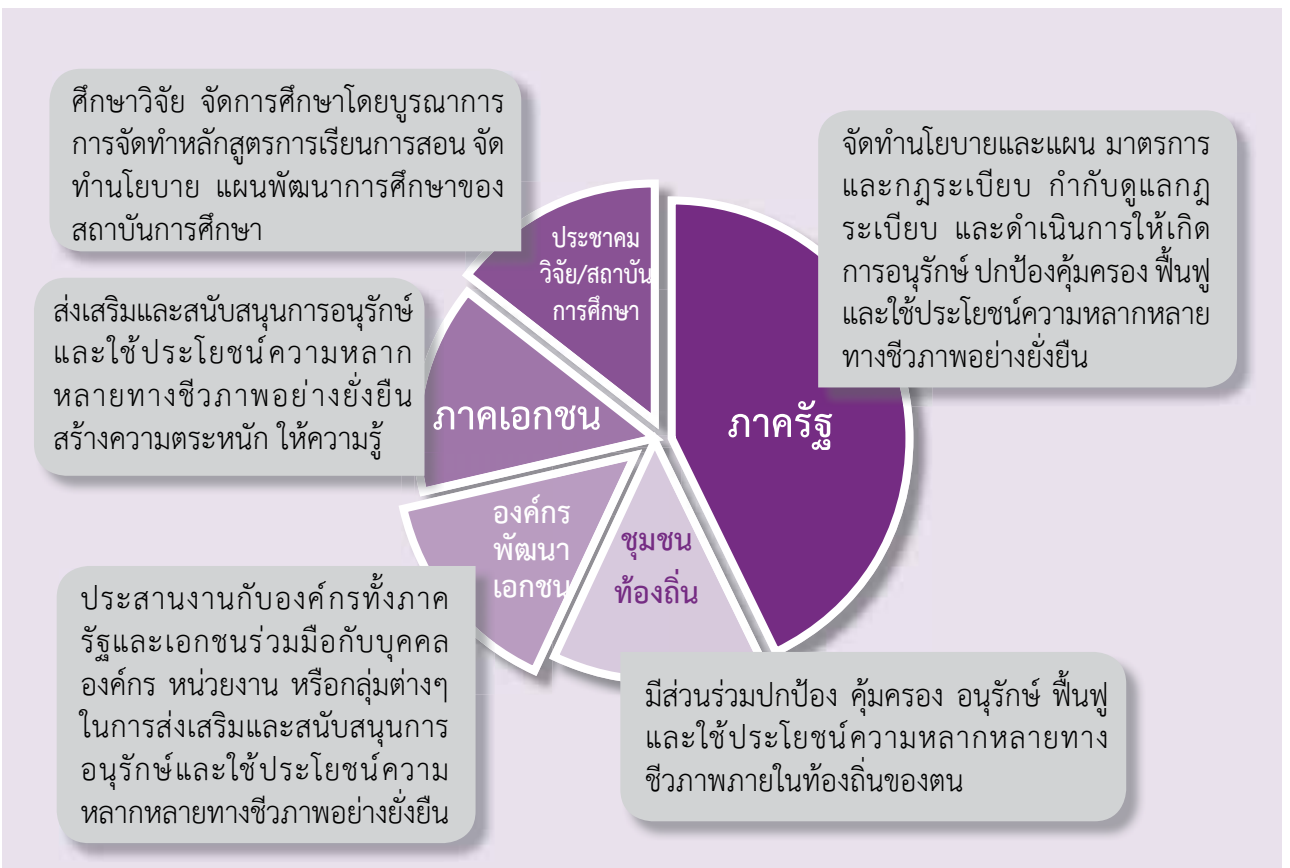 ศึกษาวิจัย จัดการศึกษาโดยบูรณาการ
การจัดทำหลักสูตรการเรียนการสอน จัด
ทำนโยบาย แผนพัฒนาการศึกษาของ
สถาบันการศึกษา
จัดทำนโยบายและแผน มาตรการ
และกฎระเบียบ กำกับดูแลกฎ
ระเบียบ และดำเนินการให้เกิด
การอนุรักษ์ ปกป้องคุ้มครอง ฟื้นฟู
และใช้ประโยชน์ความหลากหลาย
ทางชีวภาพอย่างยั่งยืน
ประชาคม
วิจัย/สถาบัน
การศึกษา
ส่งเสริมและสนับสนุนการอนุรักษ์
และใช้ประโยชน์ความหลาก
หลายทางชีวภาพอย่างยั่งยืน
สร้างความตระหนัก ให้ความรู้
ภาคเอกชน
ภาครัฐ
องค์กร
พัฒนา
เอกชน
ชุมชน
ท้องถิ่น
ประสานงานกับองค์กรทั้งภาค
รัฐและเอกชนร่วมมือกับบุคคล
องค์กร หน่วยงาน หรือกลุ่มต่างๆ
ในการส่งเสริมและสนับสนุนการ
อนุรักษ์และใช้ประโยชน์ความ
หลากหลายทางชีวภาพอย่างยั่งยืน
มีส่วนร่วมปกป้อง คุ้มครอง อนุรักษ์ ฟื้นฟู
และใช้ประโยชน์ความหลากหลายทาง
ชีวภาพภายในท้องถิ่นของตน